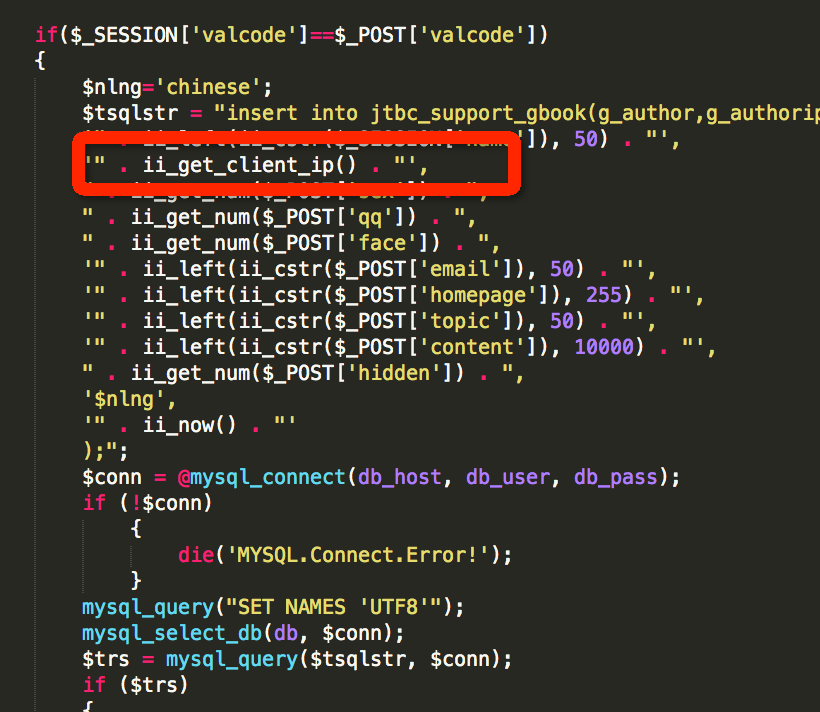 if($_SESSION['valcode']==$_POST['valcode'])
{
$nlng='chinese';
$tsqlstr = "insert into jtbc_support_gbook(g_author,g_authorip
'" . ii_left(ii_cstr($_SESSION['name']), 50) . "',
'" . ii_get_client_ip() . "',
" . ii_get_num($_POST['sex']) . ",
" . ii_get_num($_POST['qq']) . ",
" . ii_get_num($_POST['face']) . ",
'" . ii_left(ii_cstr($_POST['email']), 50) . "',
'" . ii_left(ii_cstr($_POST['homepage']), 255) . "',
'" . ii_left(ii_cstr($_POST['topic']), 50) . "',
'" . ii_left(ii_cstr($_POST['content']), 10000) . "',
" . ii_get_num($_POST['hidden']) . ",
'$nlng',
'" . ii_now() . "'
);";
$conn = @mysql_connect(db_host, db_user, db_pass);
if (!$conn)
{
die('MYSQL.Connect.Error!');
}
mysql_query("SET NAMES 'UTF8'");
mysql_select_db(db, $conn);
$trs = mysql_query($tsqlstr, $conn);
if ($trs)
{